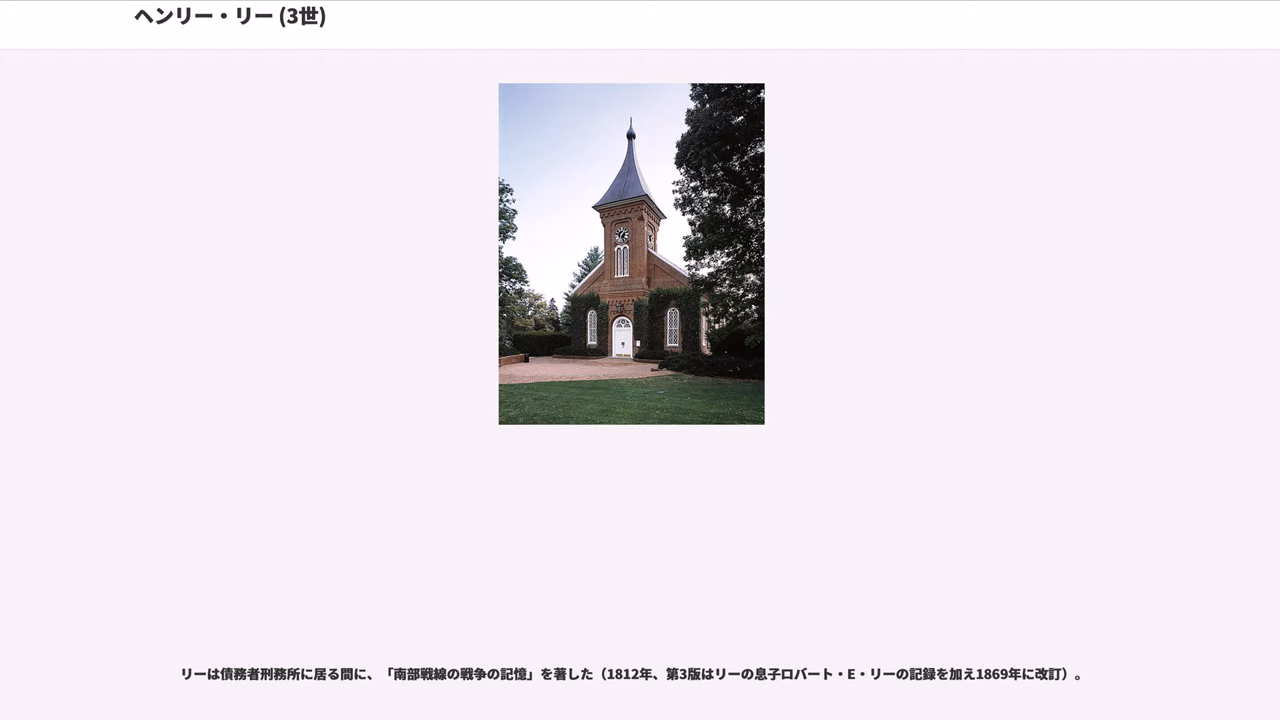 ヘンリー・リー (3世)
リーは債務者刑務所に居る間に、「南部戦線の戦争の記憶」を著した（1812年、第3版はリーの息子ロバート・E・リーの記録を加え1869年に改訂）。